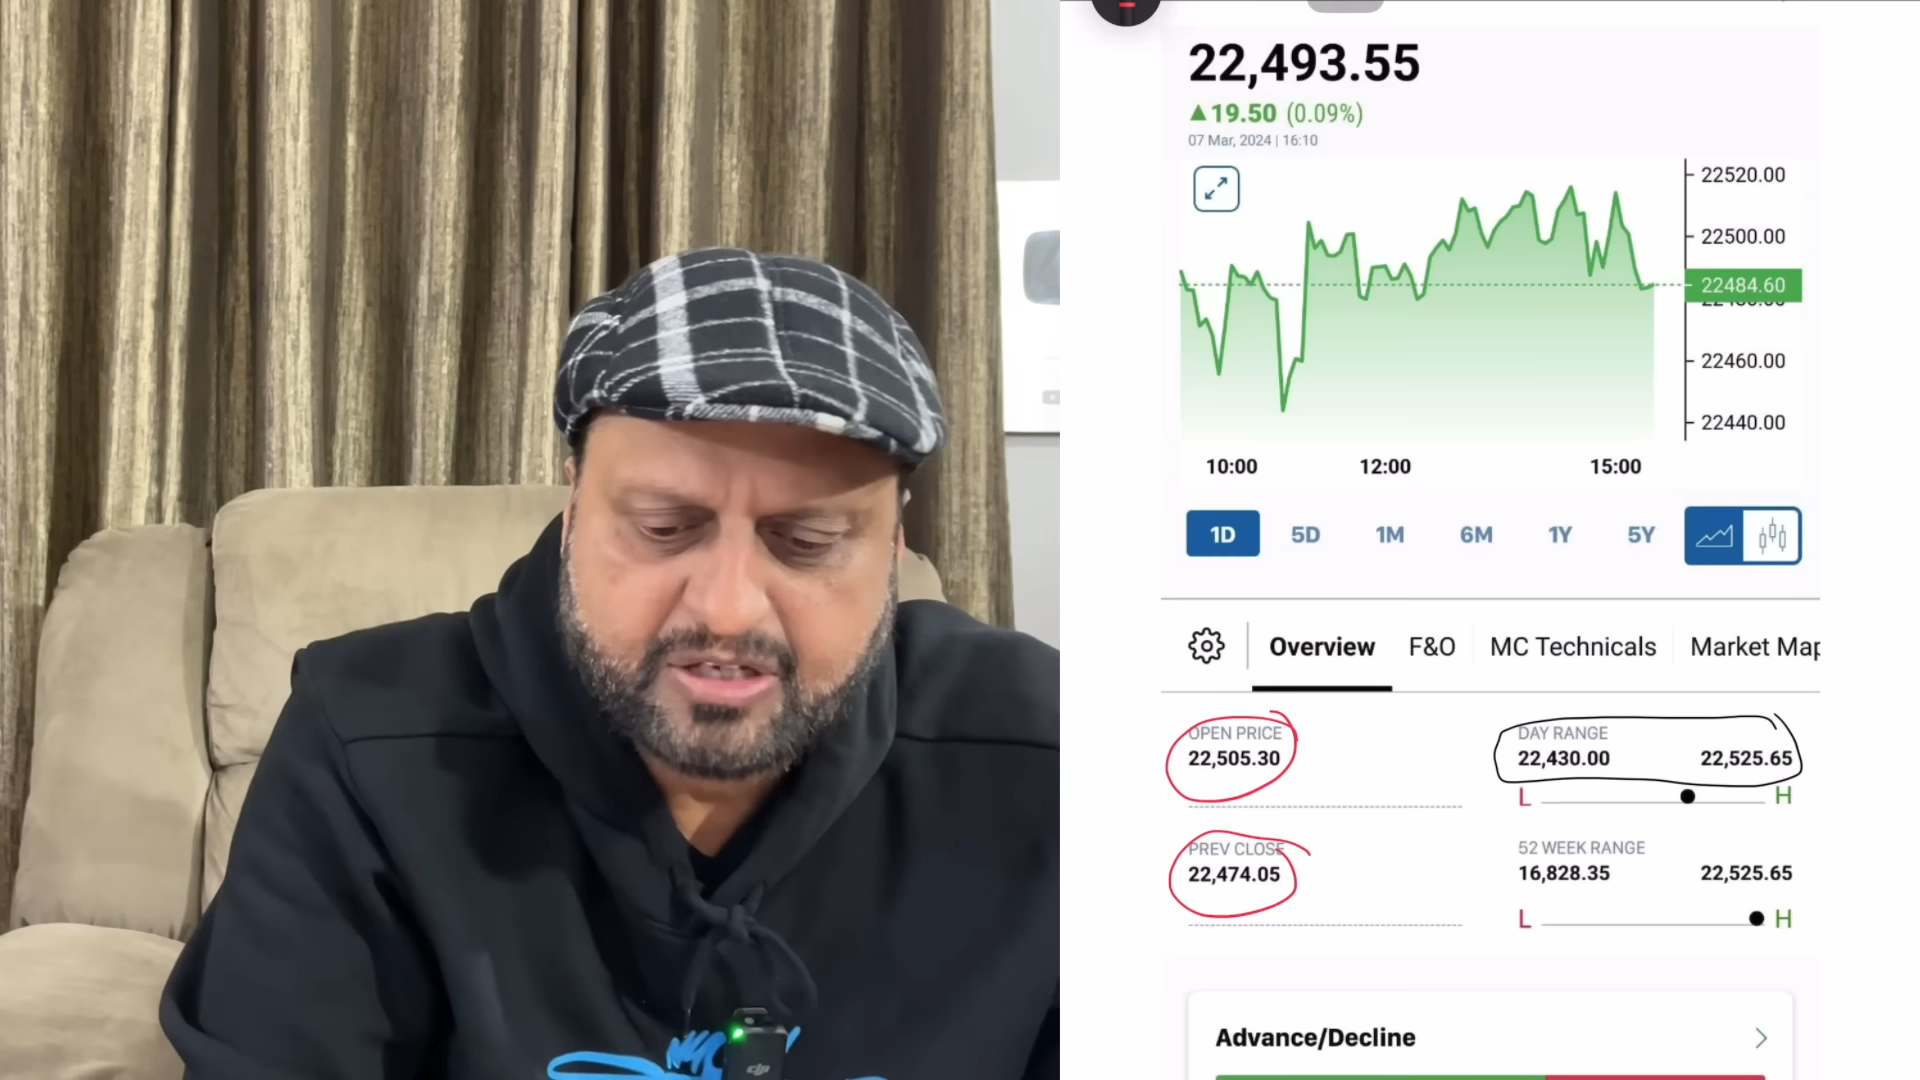 22,493.55
▲19.50 (0.09%)
07 Mar, 2024 | 16:10
22520.00
22500.00
22484.60
22460.00
22440.00
10:00 12:00 15:00
1D 5D 1M 6M 1Y 5Y
Overview F&O MC Technicals Market Map
OPEN PRICE
22,505.30
DAY RANGE
22,430.00 22,525.65
L H
PREV CLOSE
22,474.05
52 WEEK RANGE
16,828.35 22,525.65
L H
Advance/Decline
dji